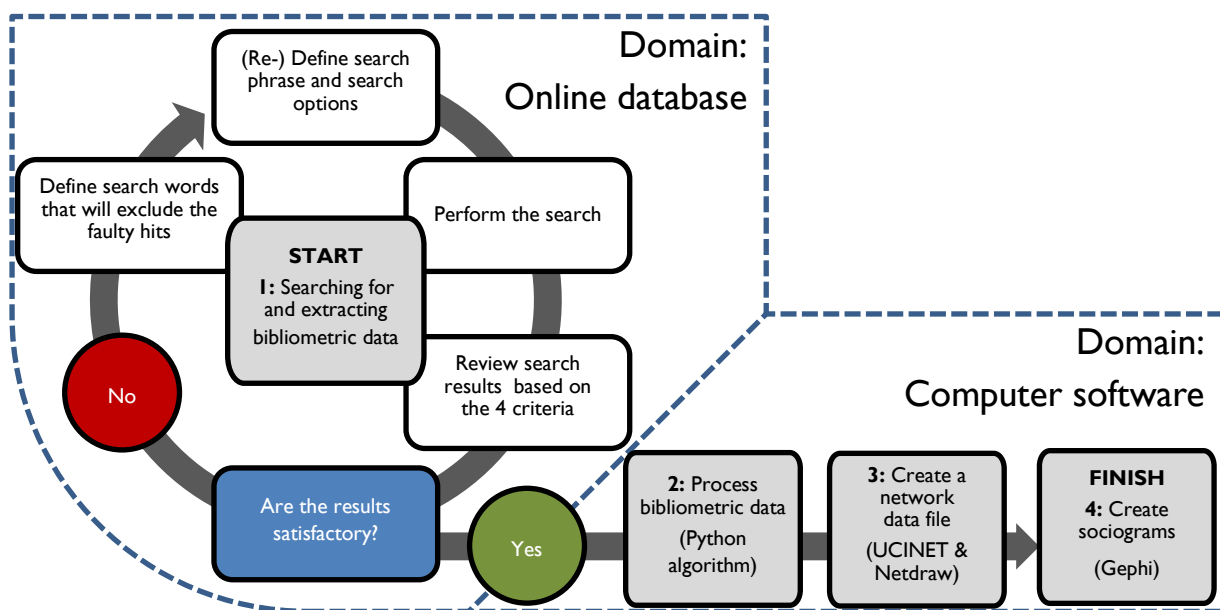 Domain:
Online database
(Re-) Define search
phrase and search
options
Define search words
that will exclude the
faulty hits
Perform the search
START
1: Searching for
and extracting
bibliometric data
Review search
results based on
the 4 criteria
No
Are the results
satisfactory?
Yes
Domain:
Computer software
2: Process
bibliometric data
(Python
algorithm)
3: Create a
network
data file
(UCINET &
Netdraw)
FINISH
4: Create
sociograms
(Gephi)